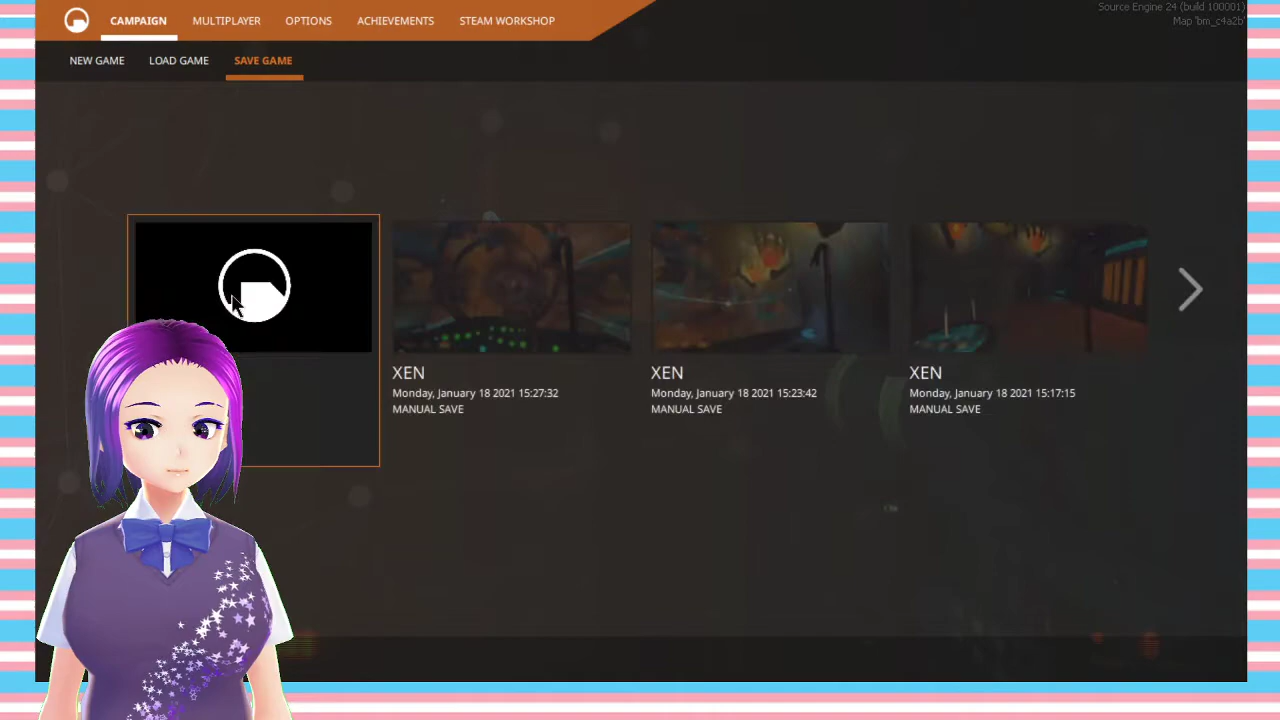 CAMPAIGN MULTIPLAYER OPTIONS ACHIEVEMENTS STEAM WORKSHOP
Source Engine 24 (build 100001)
Map 'bm_c4a2b'
NEW GAME LOAD GAME SAVE GAME
XEN
Monday, January 18 2021 15:27:32
MANUAL SAVE
XEN
Monday, January 18 2021 15:23:42
MANUAL SAVE
XEN
Monday, January 18 2021 15:17:15
MANUAL SAVE